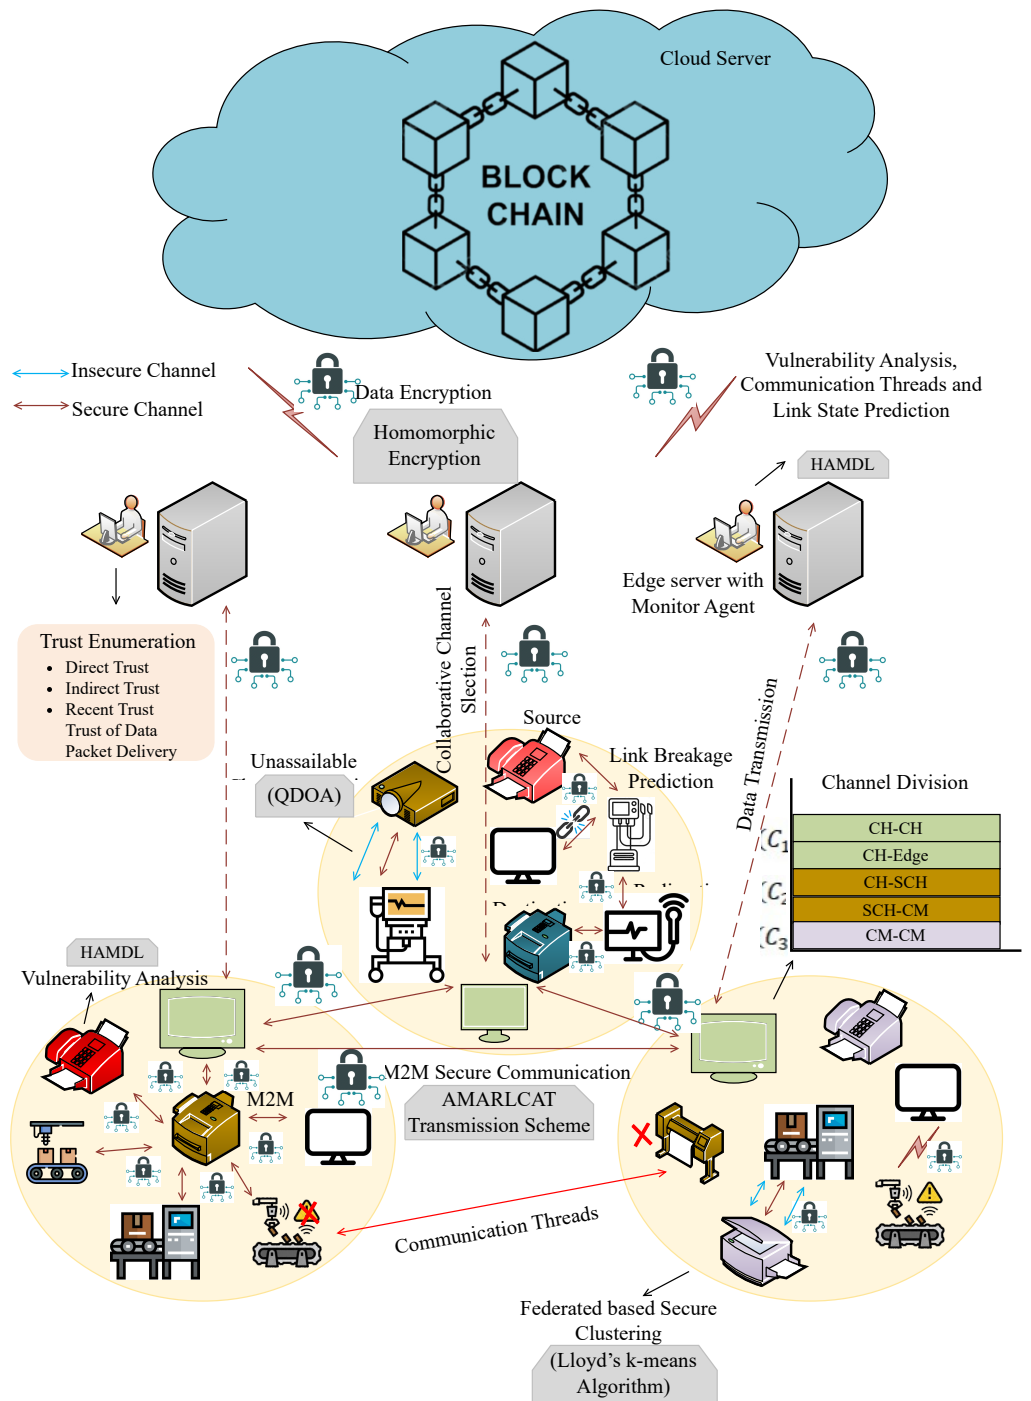 Cloud Server
BLOCK
CHAIN
Insecure Channel
Secure Channel
Data Encryption
Homomorphic
Encryption
Vulnerability Analysis,
Communication Threads and
Link State Prediction
HAMDL
Edge server with
Monitor Agent
Trust Enumeration
• Direct Trust
• Indirect Trust
• Recent Trust
Trust of Data
Packet Delivery
Collaborative Channel
Slection
Data Transmission
Unassailable
(QDOA)
Source
Link Breakage
Prediction
Channel Division
(C1
CH-CH
CH-Edge
(C2
CH-SCH
SCH-CM
(C3
CM-CM
HAMDL
Vulnerability Analysis
M2M
M2M Secure Communication
AMARLCAT
Transmission Scheme
Communication Threads
Federated based Secure
Clustering
(Lloyd's k-means
Algorithm)